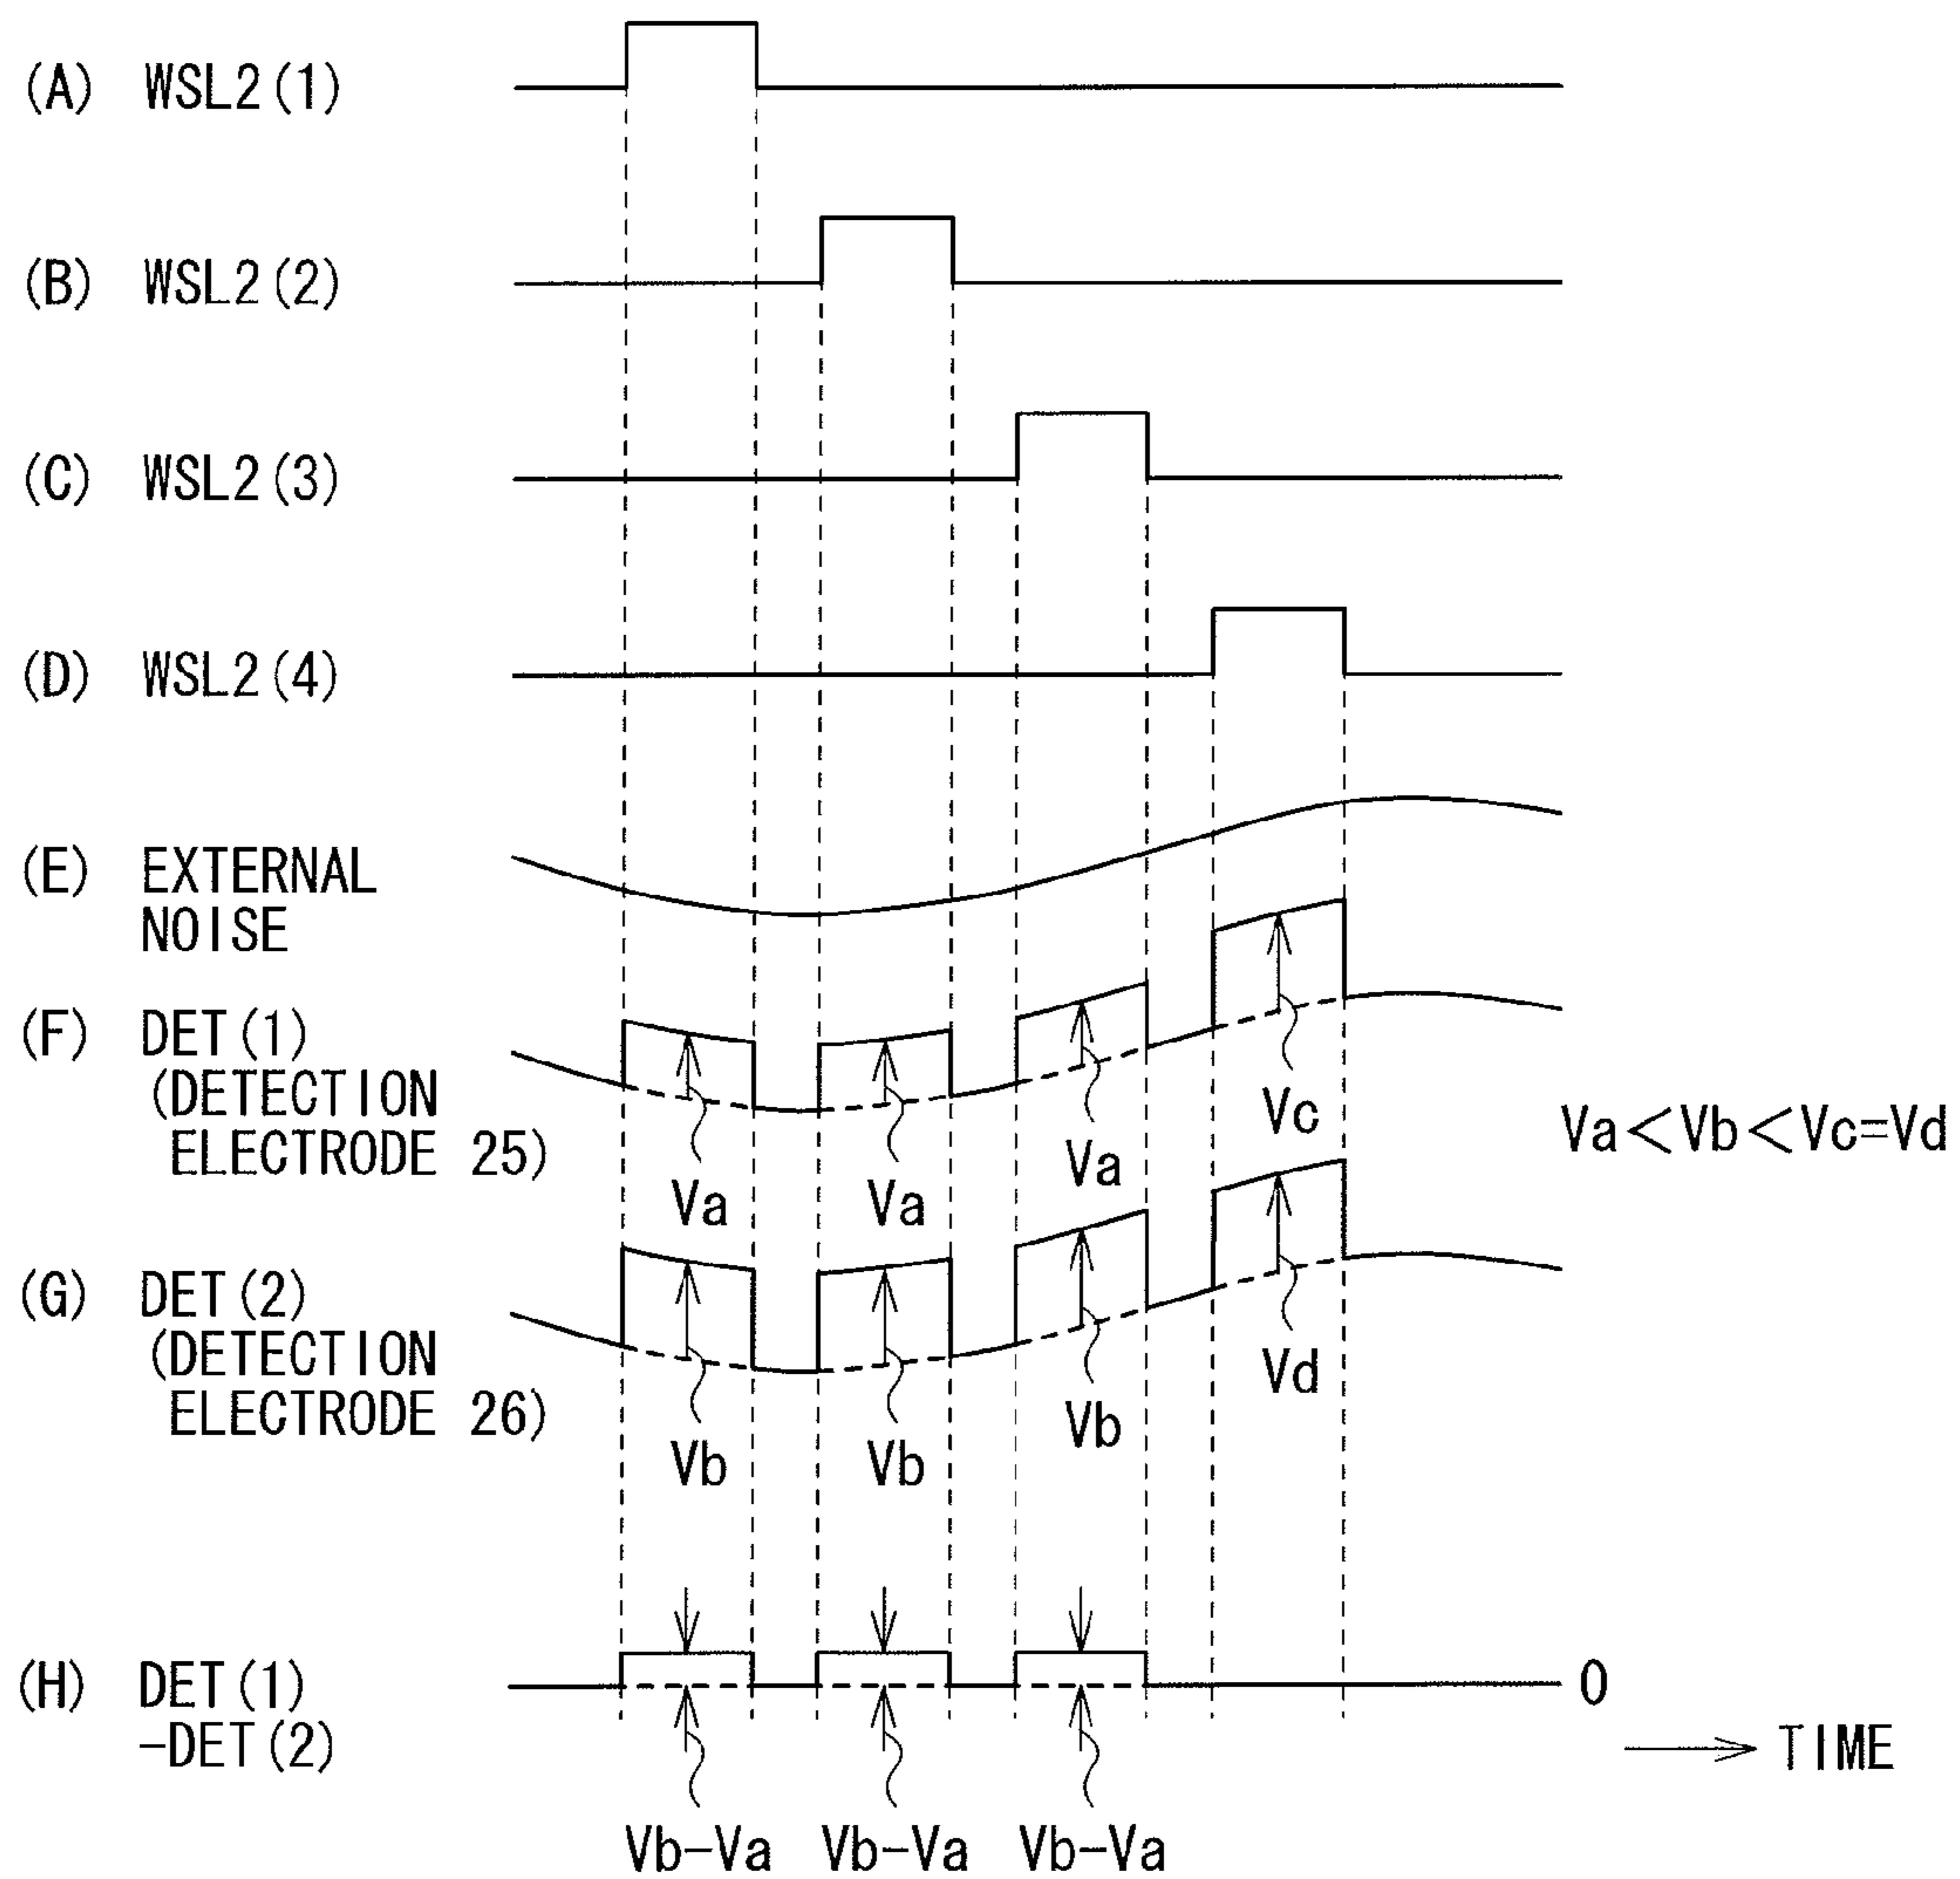 (A) WSL2(1)
(B) WSL2(2)
(C) WSL2(3)
(D) WSL2(4)
(E) EXTERNAL
NOISE
(F) DET(1)
(DETECTION
ELECTRODE 25)
Va Va Va Vc
Va<Vb<Vc=Vd
(G) DET(2)
(DETECTION
ELECTRODE 26)
Vb Vb Vb Vd
(H) DET(1)
-DET(2)
0
TIME
Vb-Va Vb-Va Vb-Va